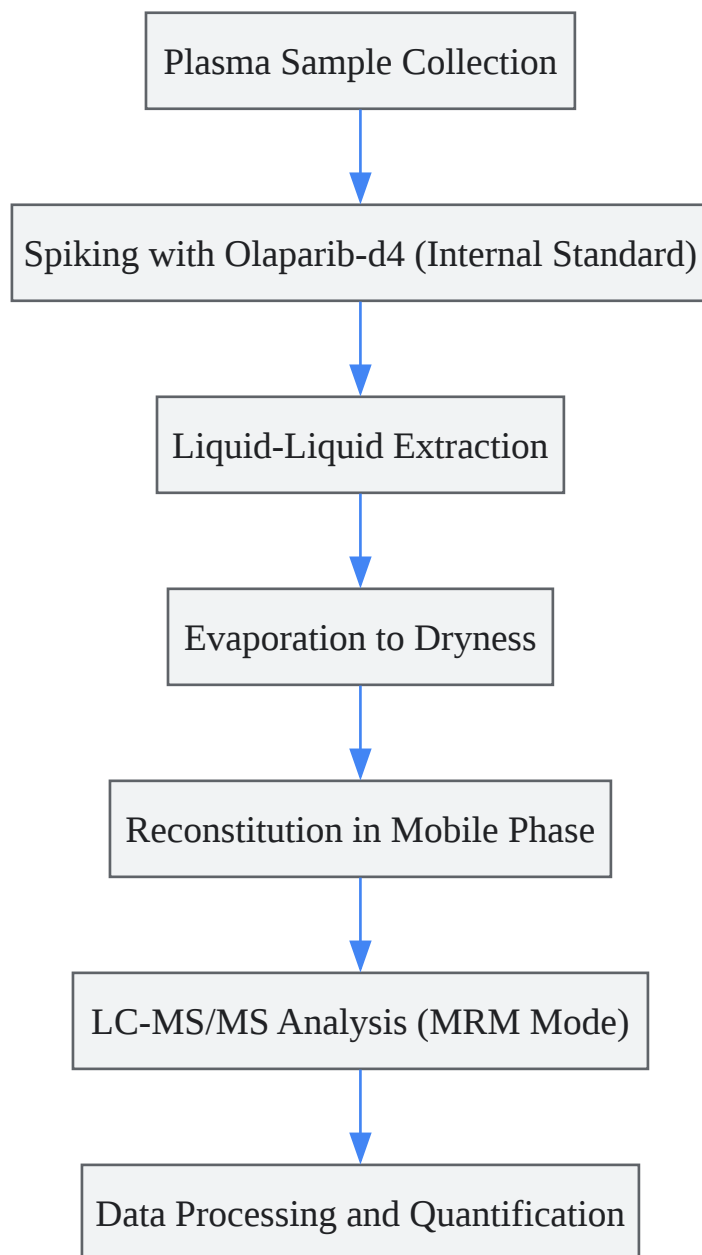 Plasma Sample Collection
Spiking with Olaparib-d4 (Internal Standard)
Liquid-Liquid Extraction
Evaporation to Dryness
Reconstitution in Mobile Phase
LC-MS/MS Analysis (MRM Mode)
Data Processing and Quantification